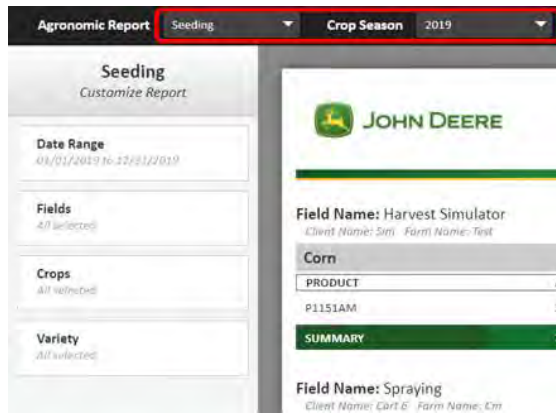 Agronomic Report Seeding Crop Season 2019
Seeding
Customize Report
Date Range
01/01/2019 to 12/31/2019
Fields
All selected
Crops
All selected
Variety
All selected
JOHN DEERE
Field Name: Harvest Simulator
Client Name: Sim Farm Name: Test
Corn
PRODUCT
P1151AM
SUMMARY
Field Name: Spraying
Client Name: Cart 6 Farm Name: Cm